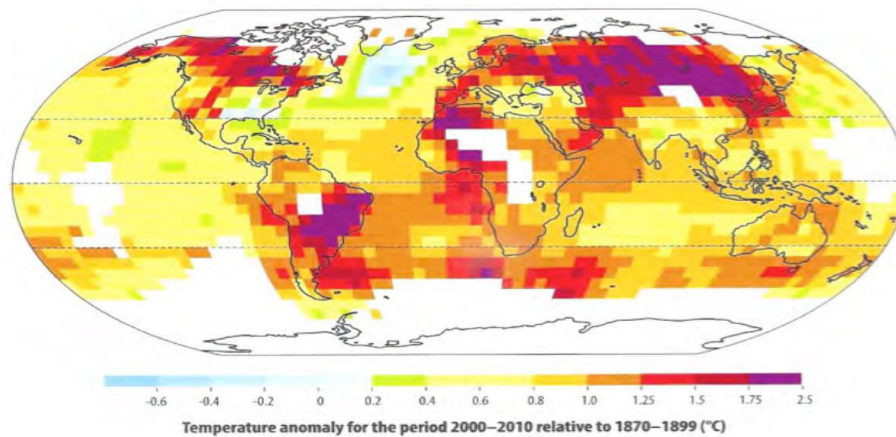 -0.6 -0.4 -0.2 0 0.2 0.4 0.6 0.8 1.0 1.25 1.5 1.75 2.5
Temperature anomaly for the period 2000–2010 relative to 1870–1899 (°C)